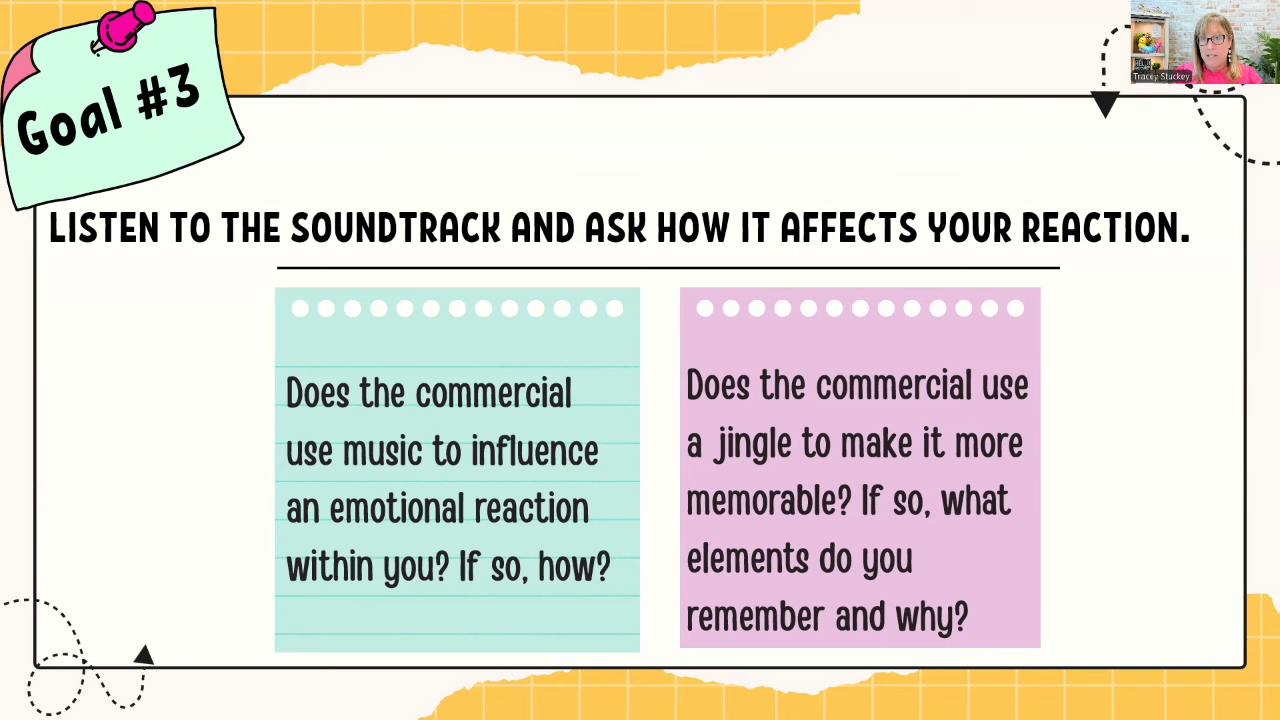 Goal #3
Tracey Stuckey
LISTEN TO THE SOUNDTRACK AND ASK HOW IT AFFECTS YOUR REACTION.
Does the commercial
use music to influence
an emotional reaction
within you? If so, how?
Does the commercial use
a jingle to make it more
memorable? If so, what
elements do you
remember and why?